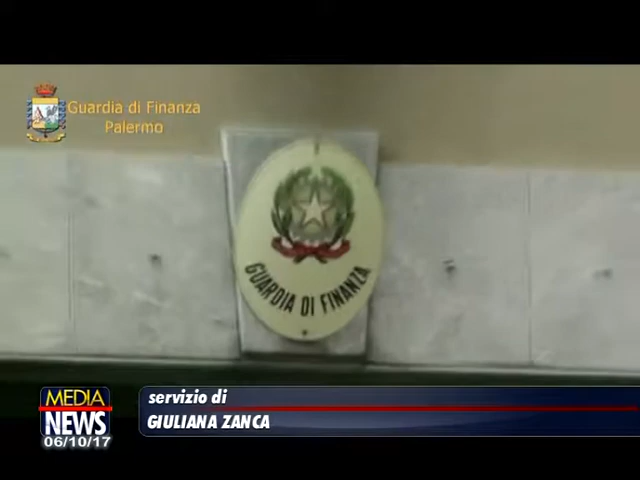 Guardia di Finanza
Palermo
GUARDIA DI FINANZA
MEDIA
NEWS
06/10/17
servizio di
GIULIANA ZANCA